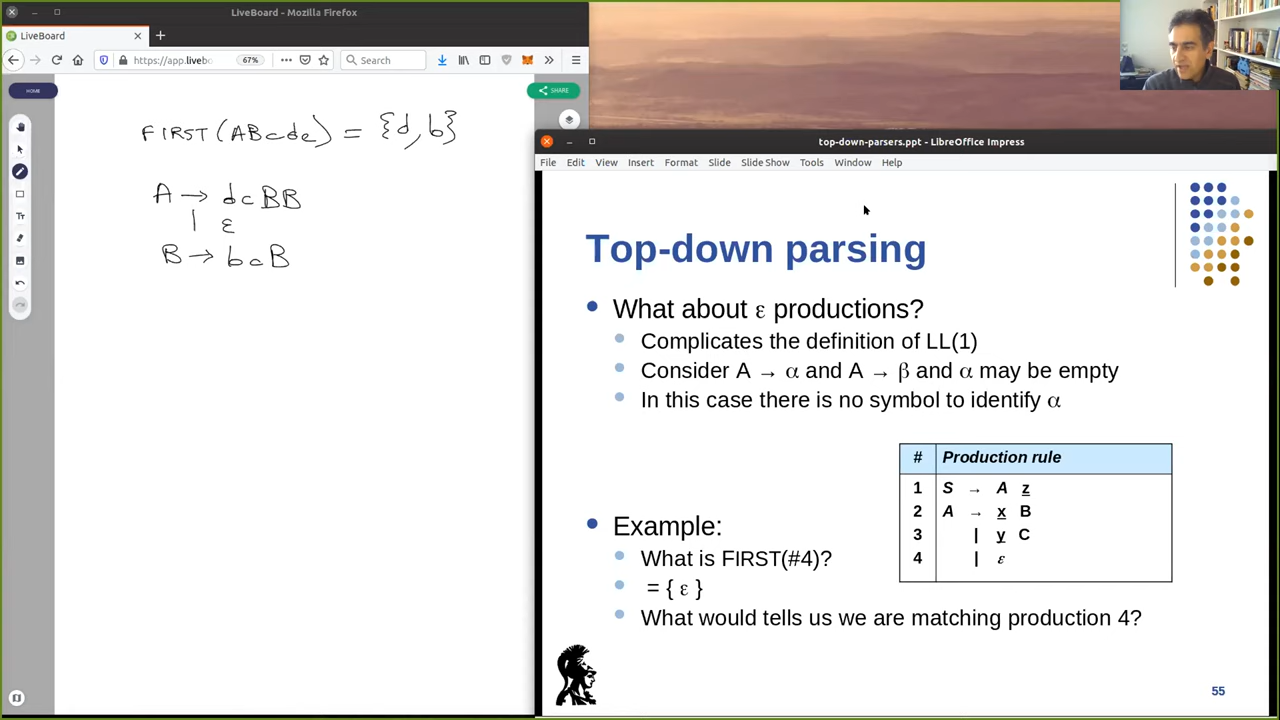 LiveBoard - Mozilla Firefox
LiveBoard
https://app.livebo
67%
Search
HOME
SHARE
FIRST(ABcde) = {d,b}
A → dcBB
| ε
B → bcB
top-down-parsers.ppt - LibreOffice Impress
File Edit View Insert Format Slide Slide Show Tools Window Help
Top-down parsing
What about ε productions?
Complicates the definition of LL(1)
Consider A → α and A → β and α may be empty
In this case there is no symbol to identify α
# Production rule
1 S → A z
2 A → x B
3 | y C
4 | ε
Example:
What is FIRST(#4)?
= { ε }
What would tells us we are matching production 4?
55